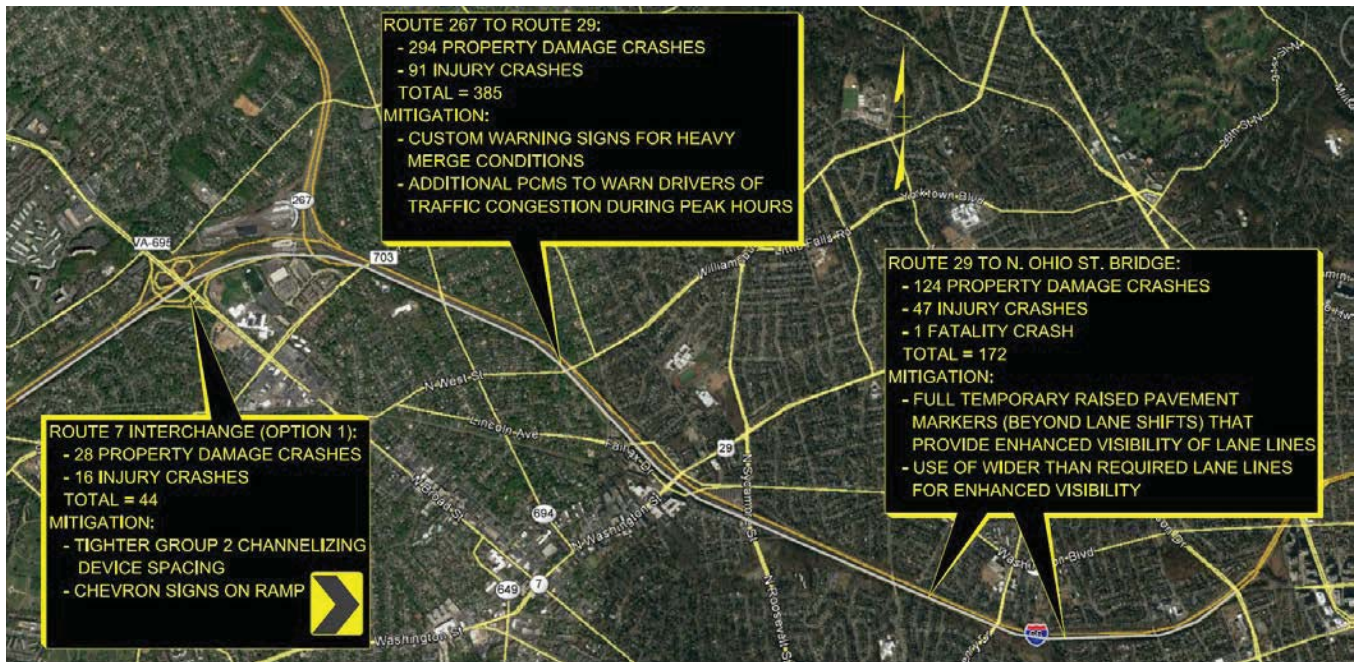 ROUTE 267 TO ROUTE 29:
- 294 PROPERTY DAMAGE CRASHES
- 91 INJURY CRASHES
TOTAL = 385
MITIGATION:
- CUSTOM WARNING SIGNS FOR HEAVY
MERGE CONDITIONS
- ADDITIONAL PCMS TO WARN DRIVERS OF
TRAFFIC CONGESTION DURING PEAK HOURS
26th St N
Yorktown Blvd
267
VA-695
703
Williamsburg
Little Falls Rd
ROUTE 29 TO N. OHIO ST. BRIDGE:
- 124 PROPERTY DAMAGE CRASHES
- 47 INJURY CRASHES
- 1 FATALITY CRASH
TOTAL = 172
MITIGATION:
- FULL TEMPORARY RAISED PAVEMENT
MARKERS (BEYOND LANE SHIFTS) THAT
PROVIDE ENHANCED VISIBILITY OF LANE LINES
- USE OF WIDER THAN REQUIRED LANE LINES
FOR ENHANCED VISIBILITY
N West St
Lincoln Ave
Fairfax Dr
29
N Sycamore St
ROUTE 7 INTERCHANGE (OPTION 1):
- 28 PROPERTY DAMAGE CRASHES
- 16 INJURY CRASHES
TOTAL = 44
MITIGATION:
- TIGHTER GROUP 2 CHANNELIZING
DEVICE SPACING
- CHEVRON SIGNS ON RAMP
N Broad St
694
N Washington St
649
7
Washington St
N Roosevelt St
Washington Blvd
66